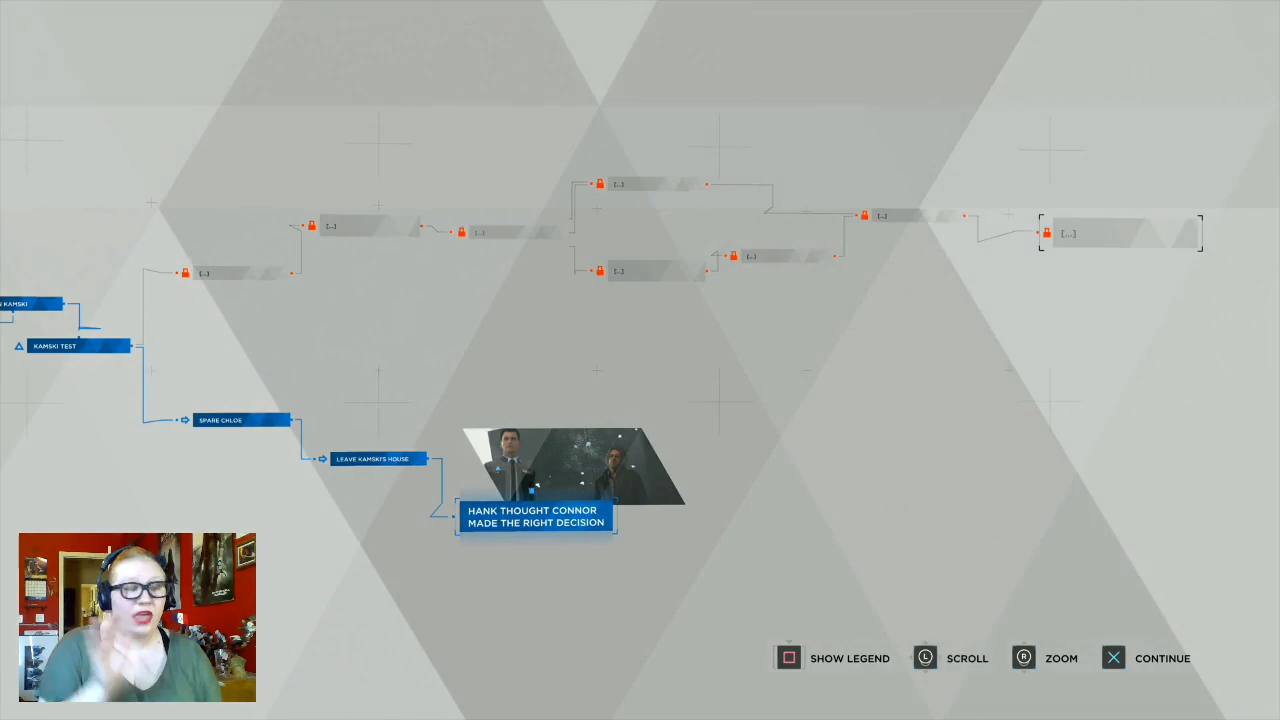 [...]
[...]
[...]
[...]
[...]
[...]
[...]
[...]
N KAMSKI
KAMSKI TEST
SPARE CHLOE
LEAVE KAMSKI'S HOUSE
HANK THOUGHT CONNOR
MADE THE RIGHT DECISION
SHOW LEGEND
L SCROLL
R ZOOM
CONTINUE